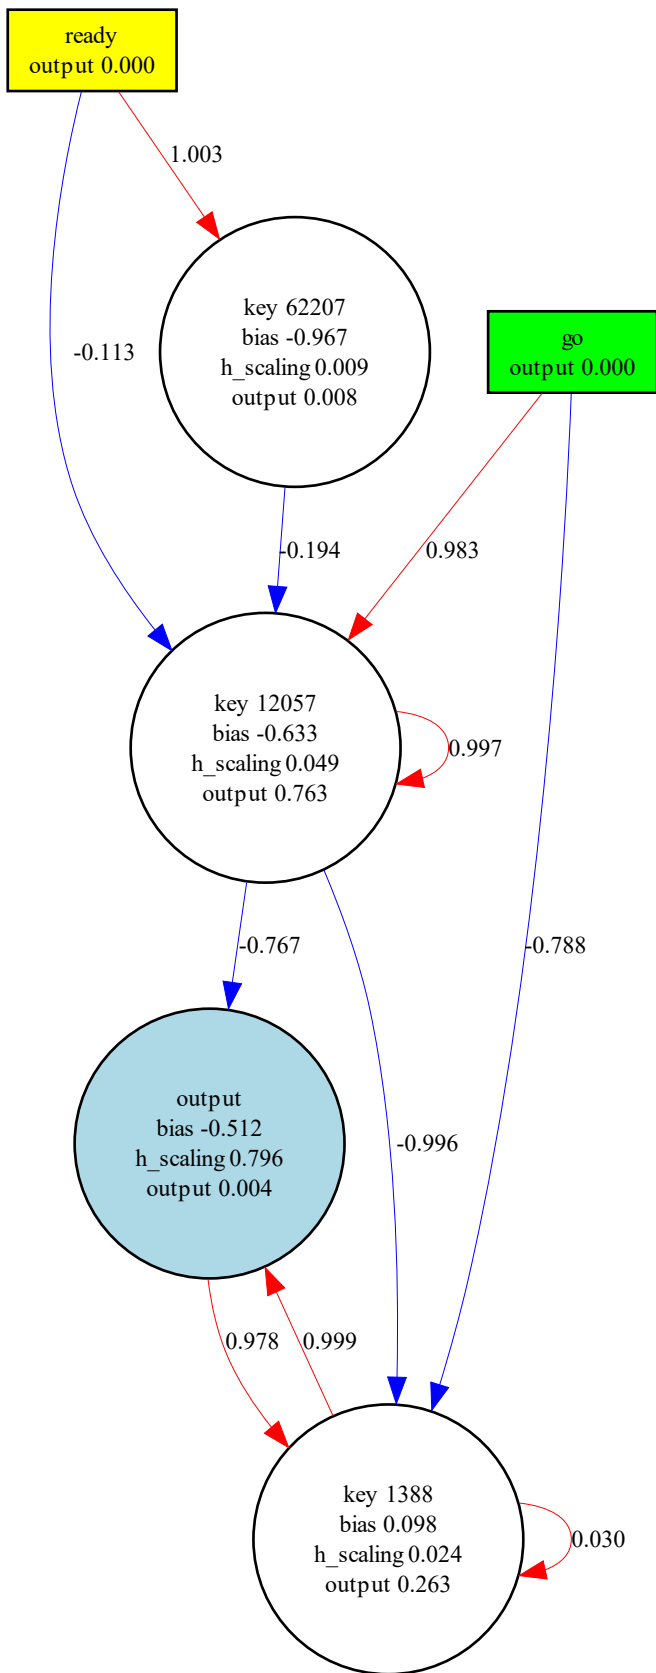 ready
output 0.000
1.003
key 62207
bias -0.967
h_scaling 0.009
output 0.008
go
output 0.000
-0.113
-0.194
0.983
key 12057
bias -0.633
h_scaling 0.049
output 0.763
0.997
-0.767
-0.788
output
bias -0.512
h_scaling 0.796
output 0.004
-0.996
0.978
0.999
key 1388
bias 0.098
h_scaling 0.024
output 0.263
0.030